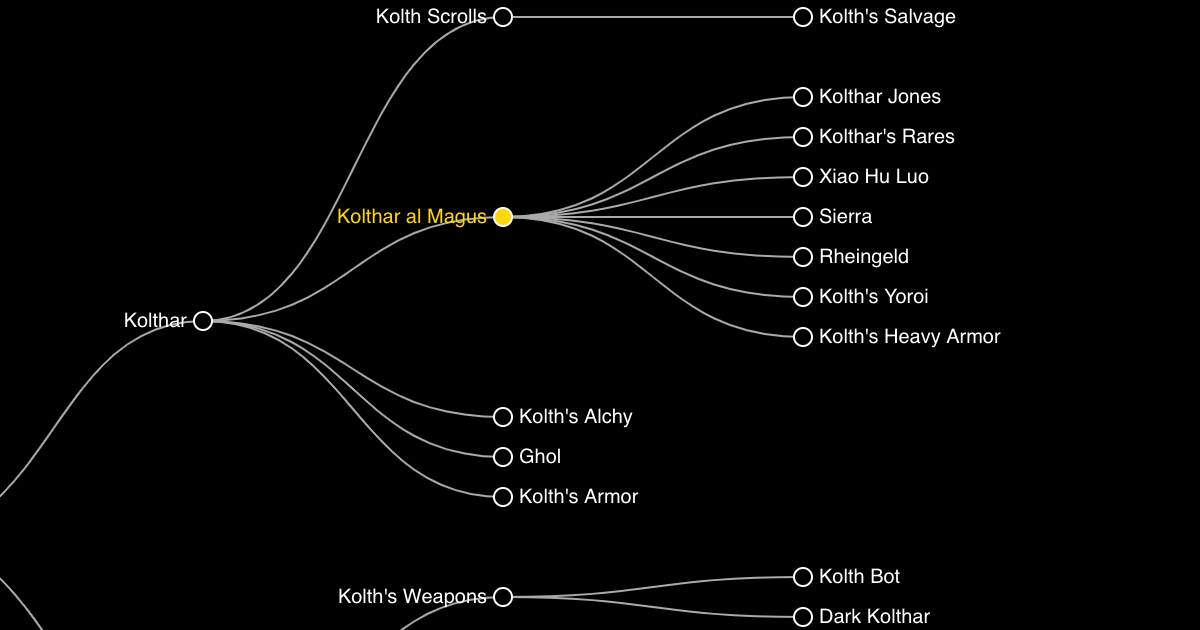 Kolth Scrolls
Kolth's Salvage
Kolthar Jones
Kolthar's Rares
Xiao Hu Luo
Kolthar al Magus
Sierra
Rheingeld
Kolth's Yoroi
Kolthar
Kolth's Heavy Armor
Kolth's Alchy
Ghol
Kolth's Armor
Kolth Bot
Kolth's Weapons
Dark Kolthar